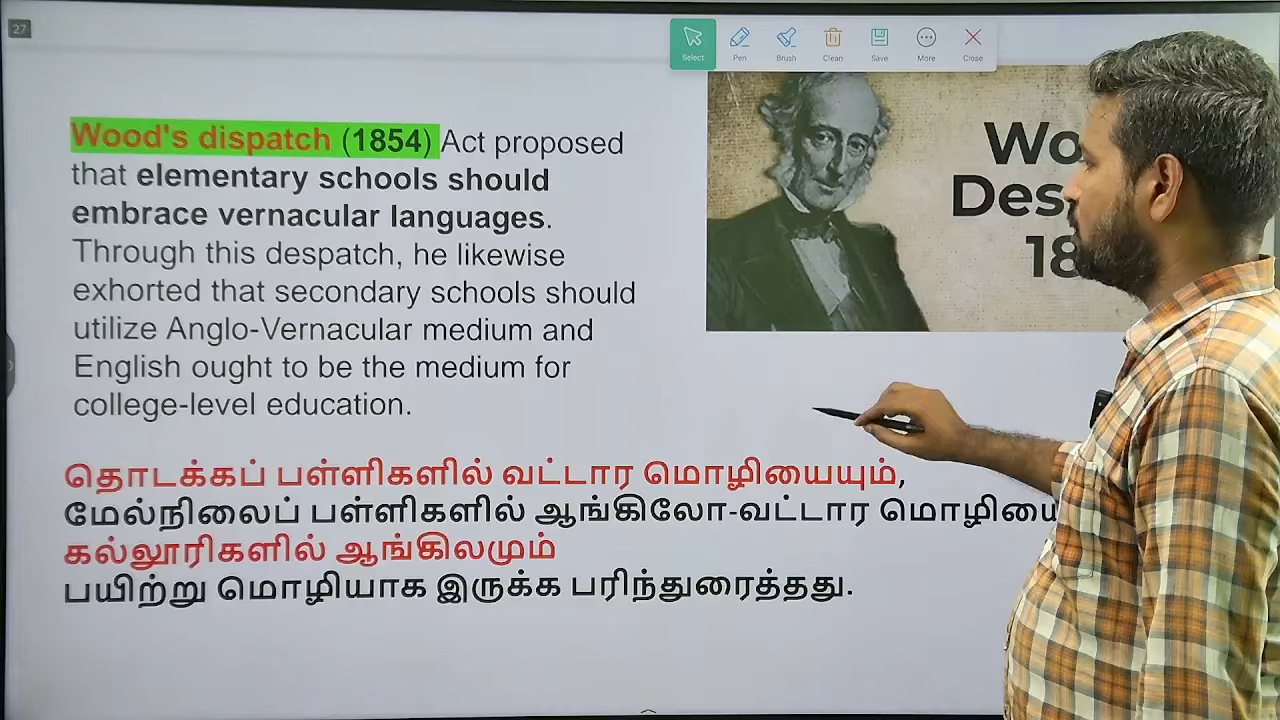 27
Select Pen Brush Clean Save More Close
Wood's dispatch (1854) Act proposed
that elementary schools should
embrace vernacular languages.
Through this despatch, he likewise
exhorted that secondary schools should
utilize Anglo-Vernacular medium and
English ought to be the medium for
college-level education.
Wo
Des
18
தொடக்கப் பள்ளிகளில் வட்டார மொழியையும்,
மேல்நிலைப் பள்ளிகளில் ஆங்கிலோ-வட்டார மொழியை
கல்லூரிகளில் ஆங்கிலமும்
பயிற்று மொழியாக இருக்க பரிந்துரைத்தது.